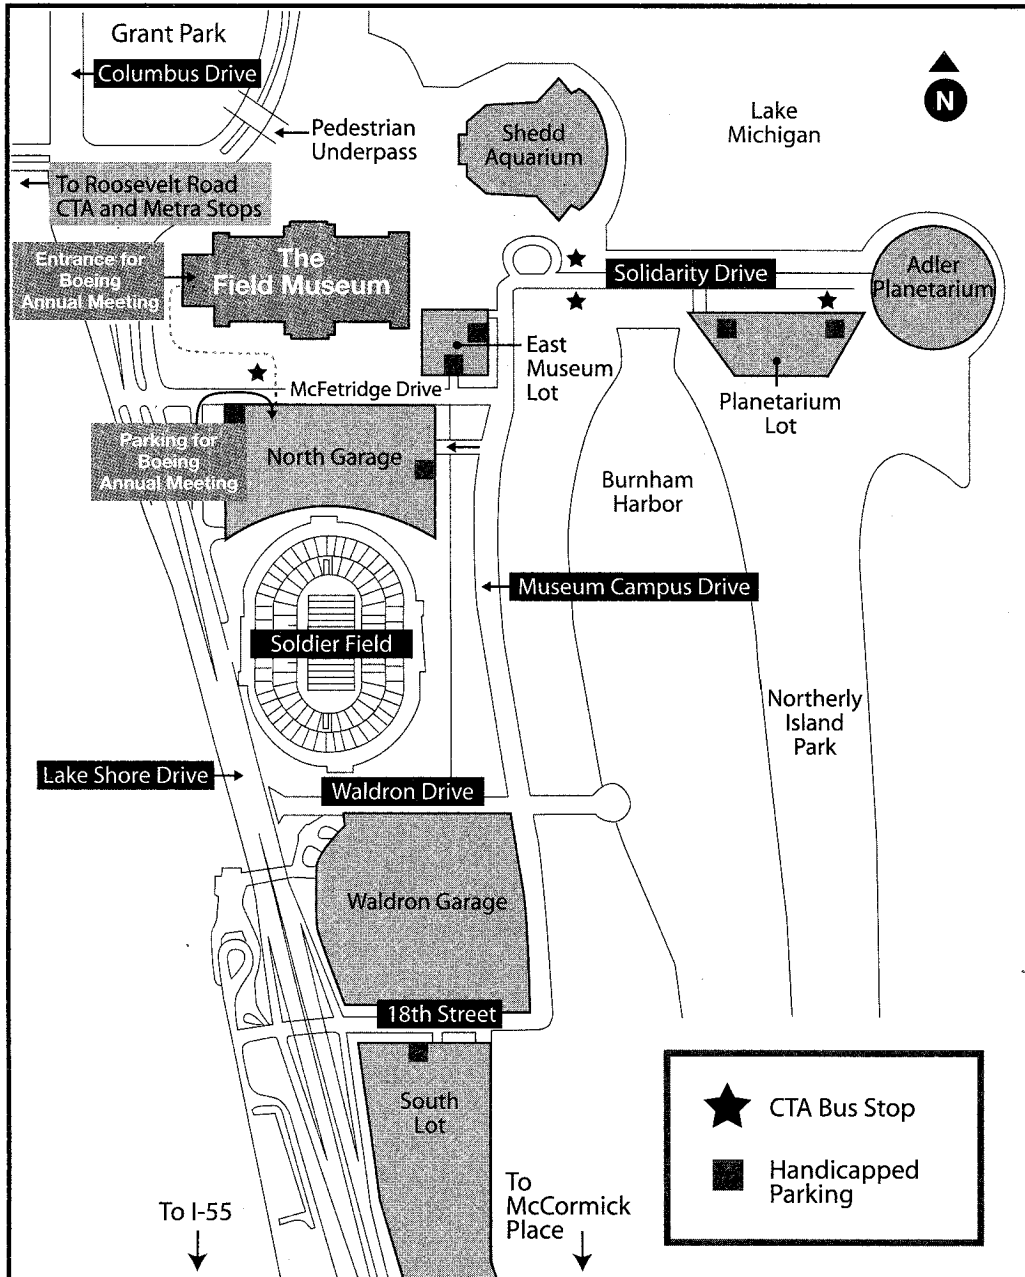 Grant Park
Columbus Drive
Pedestrian
Underpass
Shedd
Aquarium
Lake
Michigan
N
To Roosevelt Road
CTA and Metra Stops
Entrance for
Boeing
Annual Meeting
The
Field Museum
Solidarity Drive
Adler
Planetarium
East
Museum
Lot
McFetridge Drive
Planetarium
Lot
Parking for
Boeing
Annual Meeting
North Garage
Burnham
Harbor
Museum Campus Drive
Soldier Field
Northerly
Island
Park
Lake Shore Drive
Waldron Drive
Waldron Garage
18th Street
South
Lot
CTA Bus Stop
Handicapped
Parking
To I-55
To
McCormick
Place